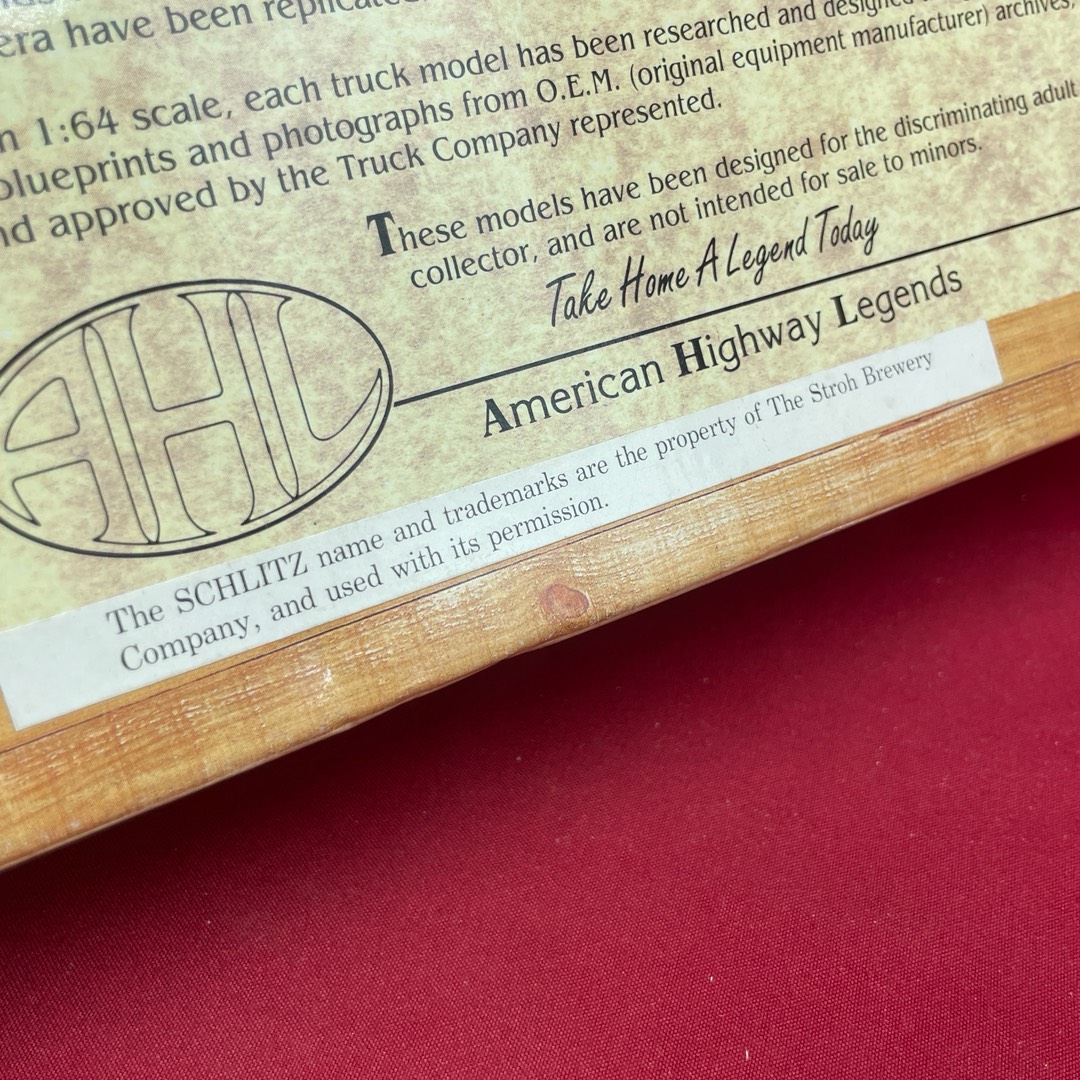 era have been replicated
1:64 scale, each truck model has been researched and designed
blueprints and photographs from O.E.M. (original equipment manufacturer) archives,
approved by the Truck Company represented.
These models have been designed for the discriminating adult
collector, and are not intended for sale to minors.
Take Home A Legend Today
AHL
American Highway Legends
The SCHLITZ name and trademarks are the property of The Stroh Brewery
Company, and used with its permission.